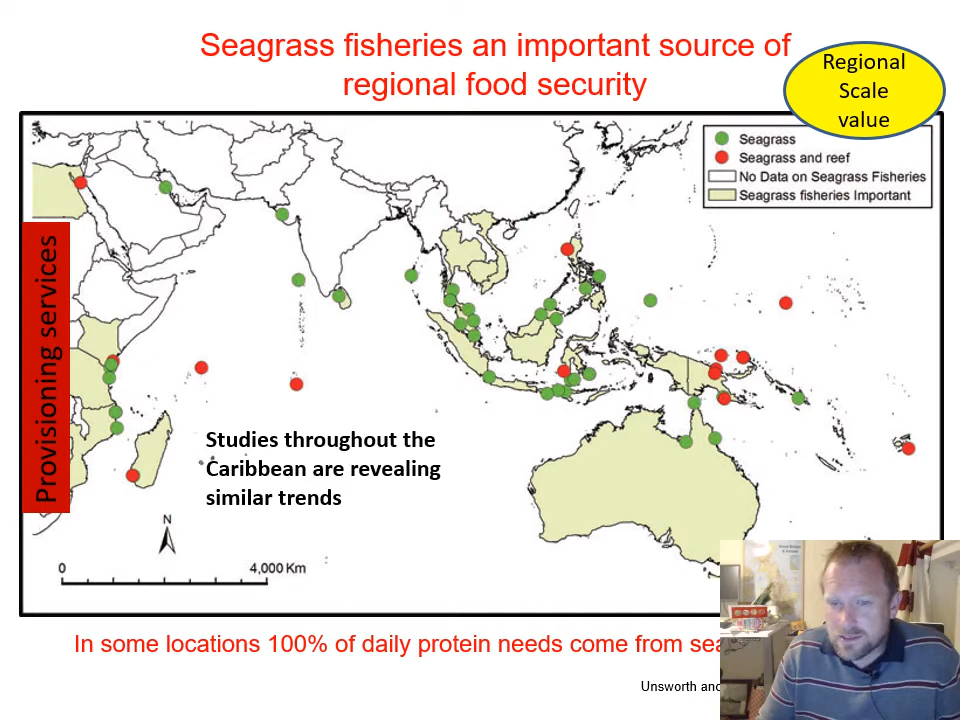 Seagrass fisheries an important source of
regional food security
Regional
Scale
value
Seagrass
Seagrass and reef
No Data on Seagrass Fisheries
Seagrass fisheries Important
Provisioning services
Studies throughout the
Caribbean are revealing
similar trends
N
0
4,000 Km
In some locations 100% of daily protein needs come from
Unsworth and